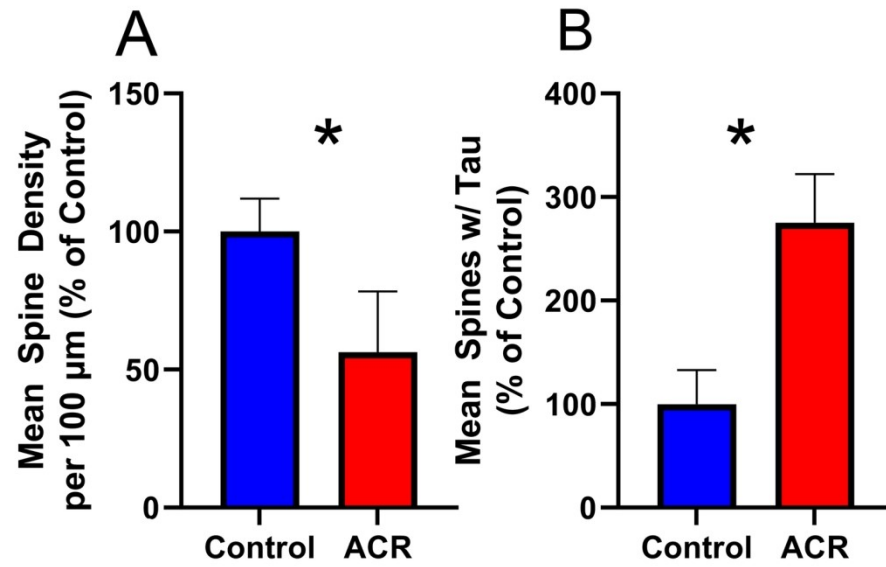 A
Mean Spine Density
per 100 µm (% of Control)
150
100
50
0
*
Control ACR
B
Mean Spines w/ Tau
(% of Control)
400
300
200
100
0
*
Control ACR